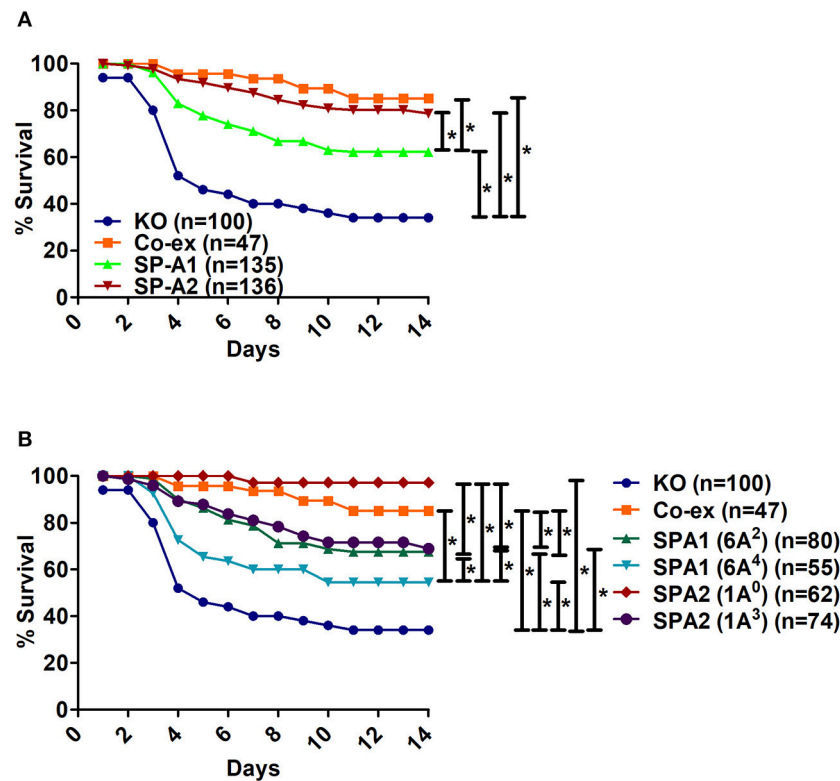 A
100
80
60
40
20
0
% Survival
KO (n=100)
Co-ex (n=47)
SP-A1 (n=135)
SP-A2 (n=136)
0 2 4 6 8 10 12 14
Days
* * * * *
B
100
80
60
40
20
0
% Survival
0 2 4 6 8 10 12 14
Days
* * * * * * * * * * * * *
KO (n=100)
Co-ex (n=47)
SPA1 (6A²) (n=80)
SPA1 (6A⁴) (n=55)
SPA2 (1A⁰) (n=62)
SPA2 (1A³) (n=74)